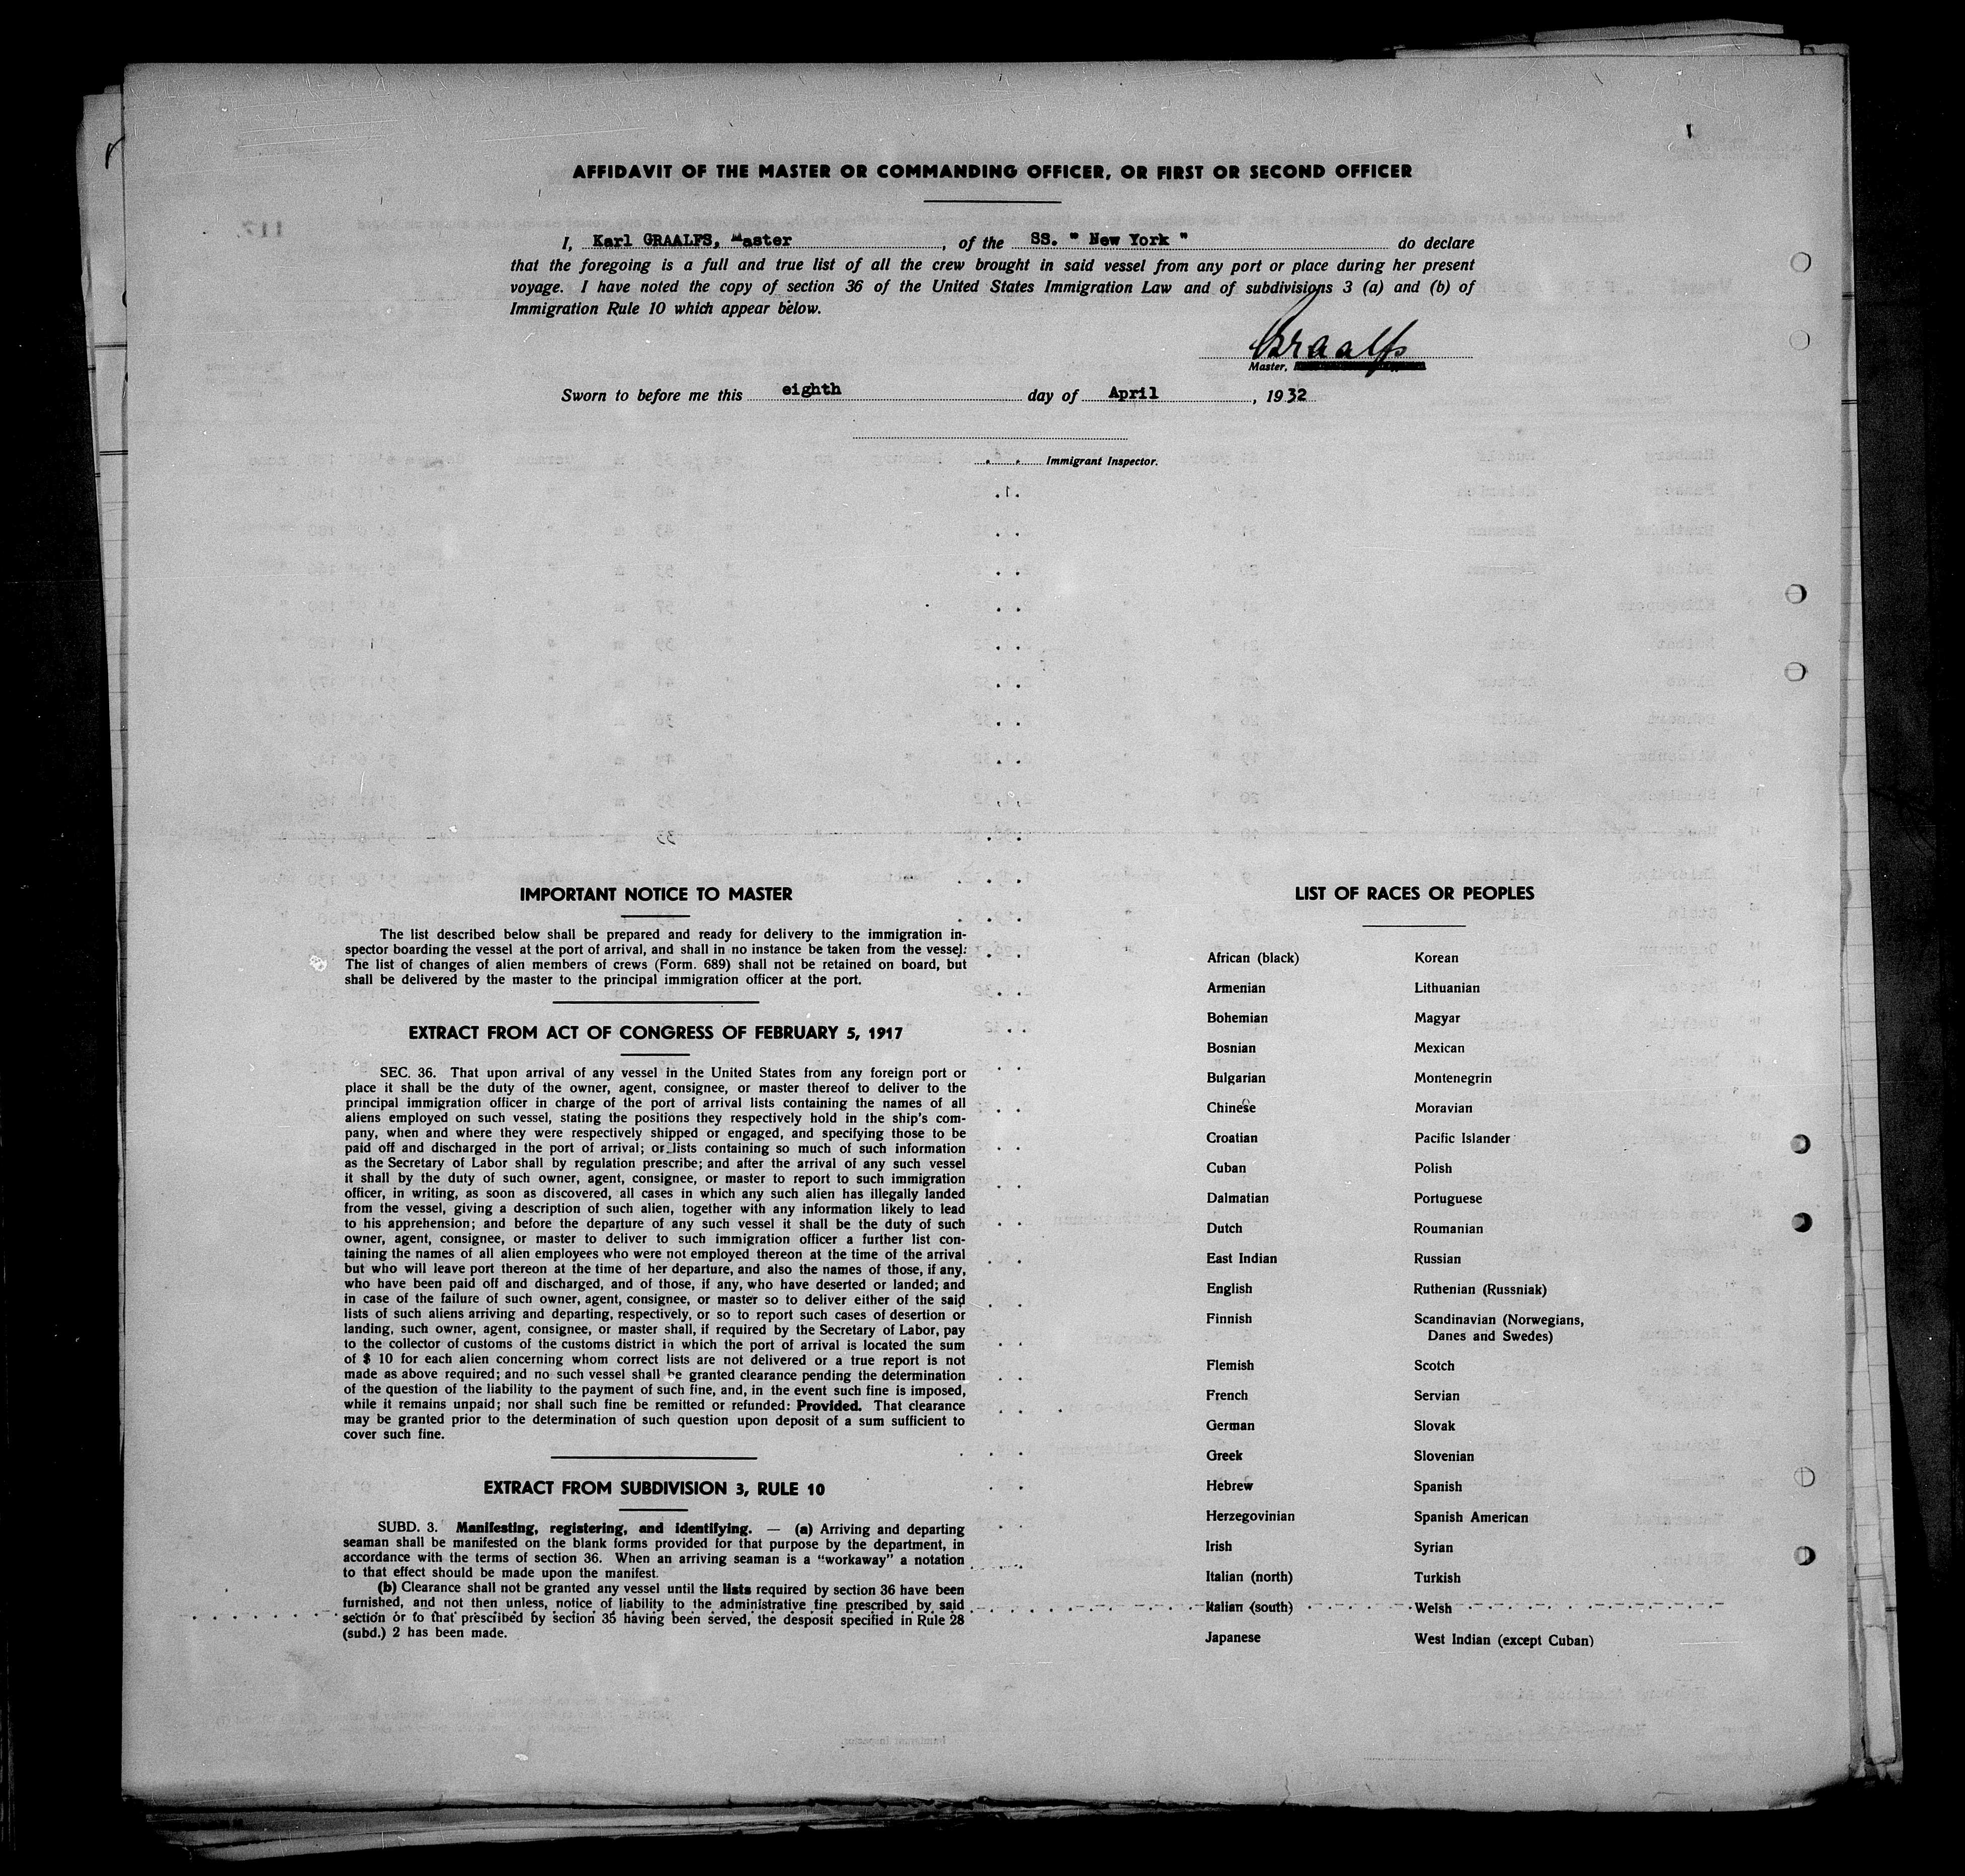 AFFIDAVIT OF THE MASTER OR COMMANDING OFFICER, OR FIRST OR SECOND OFFICER
I, Karl GRAALFS, Master, of the SS. " New York " do declare
that the foregoing is a full and true list of all the crew brought in said vessel from any port or place during her present
voyage. I have noted the copy of section 36 of the United States Immigration Law and of subdivisions 3 (a) and (b) of
Immigration Rule 10 which appear below.
Graalfs
Master,
Sworn to before me this eighth day of April, 1932
Immigrant Inspector.
IMPORTANT NOTICE TO MASTER
The list described below shall be prepared and ready for delivery to the immigration in-
spector boarding the vessel at the port of arrival, and shall in no instance be taken from the vessel:
The list of changes of alien members of crews (Form. 689) shall not be retained on board, but
shall be delivered by the master to the principal immigration officer at the port.
EXTRACT FROM ACT OF CONGRESS OF FEBRUARY 5, 1917
SEC. 36. That upon arrival of any vessel in the United States from any foreign port or
place it shall be the duty of the owner, agent, consignee, or master thereof to deliver to the
principal immigration officer in charge of the port of arrival lists containing the names of all
aliens employed on such vessel, stating the positions they respectively hold in the ship's com-
pany, when and where they were respectively shipped or engaged, and specifying those to be
paid off and discharged in the port of arrival; or lists containing so much of such information
as the Secretary of Labor shall by regulation prescribe; and after the arrival of any such vessel
it shall by the duty of such owner, agent, consignee, or master to report to such immigration
officer, in writing, as soon as discovered, all cases in which any such alien has illegally landed
from the vessel, giving a description of such alien, together with any information likely to lead
to his apprehension; and before the departure of any such vessel it shall be the duty of such
owner, agent, consignee, or master to deliver to such immigration officer a further list con-
taining the names of all alien employees who were not employed thereon at the time of the arrival
but who will leave port thereon at the time of her departure, and also the names of those, if any,
who have been paid off and discharged, and of those, if any, who have deserted or landed; and
in case of the failure of such owner, agent, consignee, or master so to deliver either of the said
lists of such aliens arriving and departing, respectively, or so to report such cases of desertion or
landing, such owner, agent, consignee, or master shall, if required by the Secretary of Labor, pay
to the collector of customs of the customs district in which the port of arrival is located the sum
of $ 10 for each alien concerning whom correct lists are not delivered or a true report is not
made as above required; and no such vessel shall be granted clearance pending the determination
of the question of the liability to the payment of such fine, and, in the event such fine is imposed,
while it remains unpaid; nor shall such fine be remitted or refunded: Provided. That clearance
may be granted prior to the determination of such question upon deposit of a sum sufficient to
cover such fine.
EXTRACT FROM SUBDIVISION 3, RULE 10
SUBD. 3. Manifesting, registering, and identifying. — (a) Arriving and departing
seaman shall be manifested on the blank forms provided for that purpose by the department, in
accordance with the terms of section 36. When an arriving seaman is a "workaway" a notation
to that effect should be made upon the manifest.
(b) Clearance shall not be granted any vessel until the lists required by section 36 have been
furnished, and not then unless, notice of liability to the administrative fine prescribed by said
section or to that prescribed by section 35 having been served, the desposit specified in Rule 28
(subd.) 2 has been made.
LIST OF RACES OR PEOPLES
African (black) Korean
Armenian Lithuanian
Bohemian Magyar
Bosnian Mexican
Bulgarian Montenegrin
Chinese Moravian
Croatian Pacific Islander
Cuban Polish
Dalmatian Portuguese
Dutch Roumanian
East Indian Russian
English Ruthenian (Russniak)
Finnish Scandinavian (Norwegians,
Danes and Swedes)
Flemish Scotch
French Servian
German Slovak
Greek Slovenian
Hebrew Spanish
Herzegovinian Spanish American
Irish Syrian
Italian (north) Turkish
Italian (south) Welsh
Japanese West Indian (except Cuban)